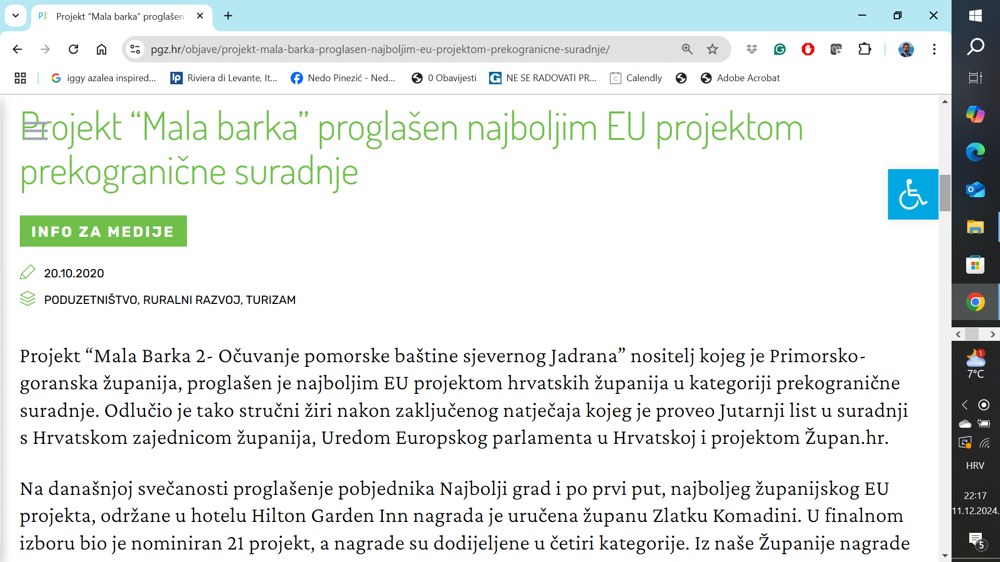 Projekt “Mala barka” proglašen
pgz.hr/objave/projekt-mala-barka-proglasen-najboljim-eu-projektom-prekogranicne-suradnje/
iggy azalea inspired...
Riviera di Levante, It...
Nedo Pinezić - Ned...
0 Obavijesti
NE SE RADOVATI PR...
Calendly
Adobe Acrobat
Projekt “Mala barka” proglašen najboljim EU projektom
prekogranične suradnje
INFO ZA MEDIJE
20.10.2020
PODUZETNIŠTVO, RURALNI RAZVOJ, TURIZAM
Projekt “Mala Barka 2- Očuvanje pomorske baštine sjevernog Jadrana” nositelj kojeg je Primorsko-
goranska županija, proglašen je najboljim EU projektom hrvatskih županija u kategoriji prekogranične
suradnje. Odlučio je tako stručni žiri nakon zaključenog natječaja kojeg je proveo Jutarnji list u suradnji
s Hrvatskom zajednicom županija, Uredom Europskog parlamenta u Hrvatskoj i projektom Župan.hr.
Na današnjoj svečanosti proglašenje pobjednika Najbolji grad i po prvi put, najboljeg županijskog EU
projekta, održane u hotelu Hilton Garden Inn nagrada je uručena županu Zlatku Komadini. U finalnom
izboru bio je nominiran 21 projekt, a nagrade su dodijeljene u četiri kategorije. Iz naše Županije nagrade
1
7°C
HRV
22:17
11.12.2024.
5